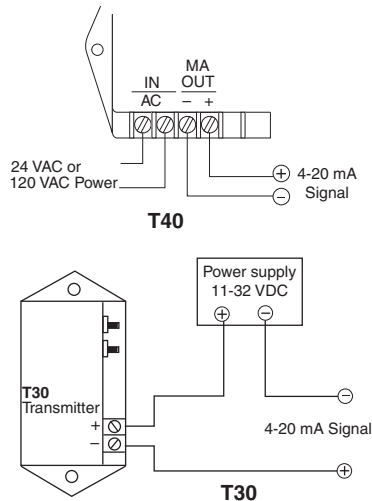 MA
IN OUT
AC − +
24 VAC or
120 VAC Power
+ 4-20 mA
− Signal
T40
Power supply
11-32 VDC
+ −
T30
Transmitter
+
−
−
4-20 mA Signal
+
T30